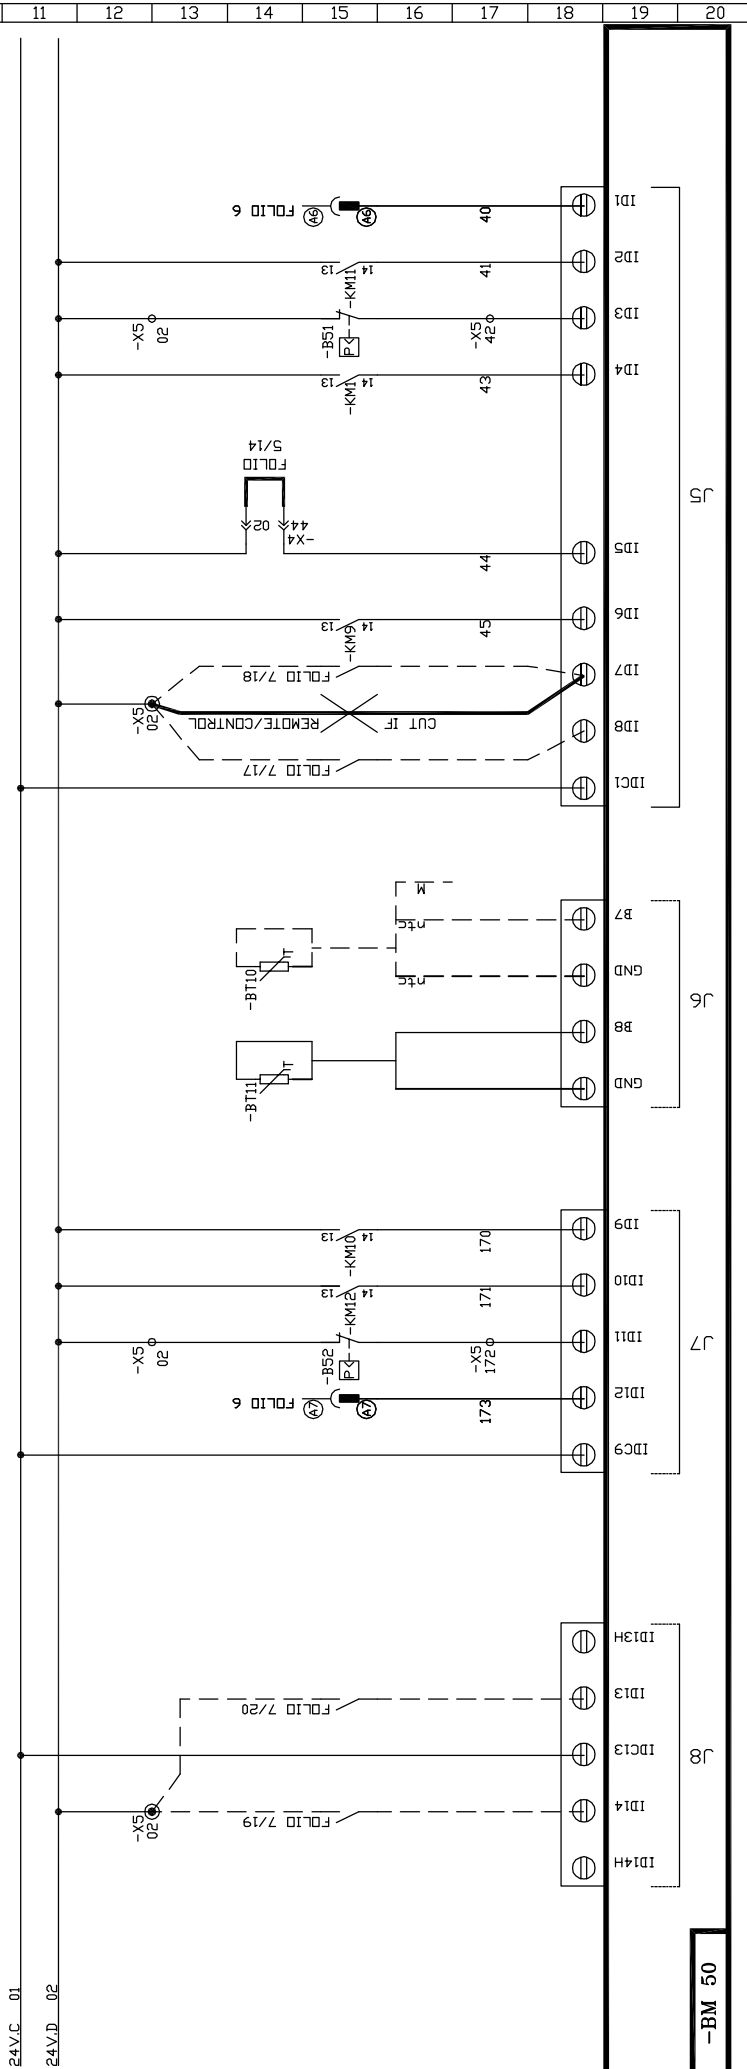 11 12 13 14 15 16 17 18 19 20
FOLIO 6 A6 A6 40 ID1
13 14 41 ID2
-KM11
-X5 02 -B51 P -X5 42 ID3
13 14 43 ID4
-KM1
J5
5/14
FOLIO
02 44
-X4
44 ID5
13 14 45 ID6
-KM9
FOLIO 7/18 ID7
-X5 02
REMOTE/CONTROL CUT IF ID8
FOLIO 7/17
IDC1
M
ntc B7
-BT10 T
ntc GND
J6
B8
-BT11 T
GND
13 14 170 ID9
-KM10
13 14 171 ID10
-KM12
-X5 02 -B52 P -X5 172 ID11
J7
FOLIO 6 A7 A7 173 ID12
IDC9
ID13H
FOLIO 7/20 ID13
IDC13
J8
-X5 02
FOLIO 7/19 ID14
ID14H
24V.C 01
24V.D 02
-BM 50